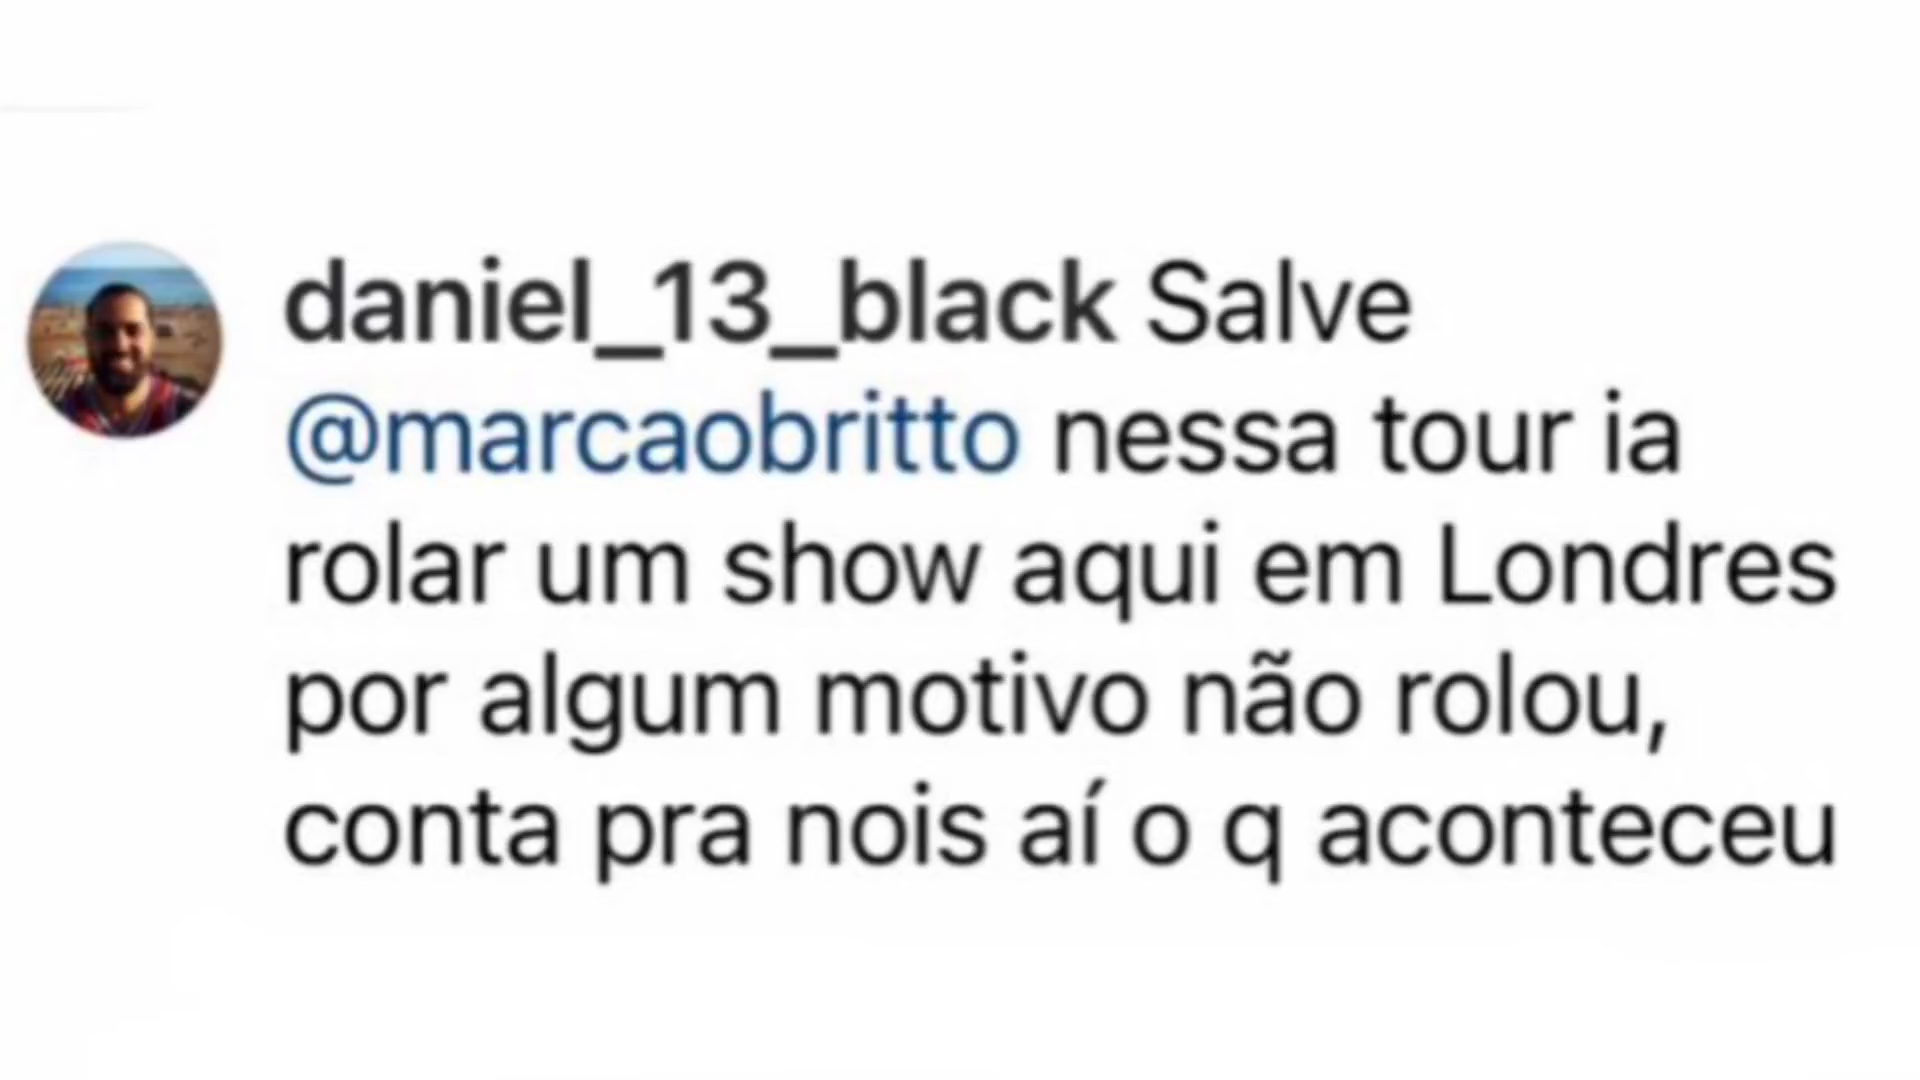 daniel_13_black Salve
@marcaobritto nessa tour ia
rolar um show aqui em Londres
por algum motivo não rolou,
conta pra nois aí o q aconteceu